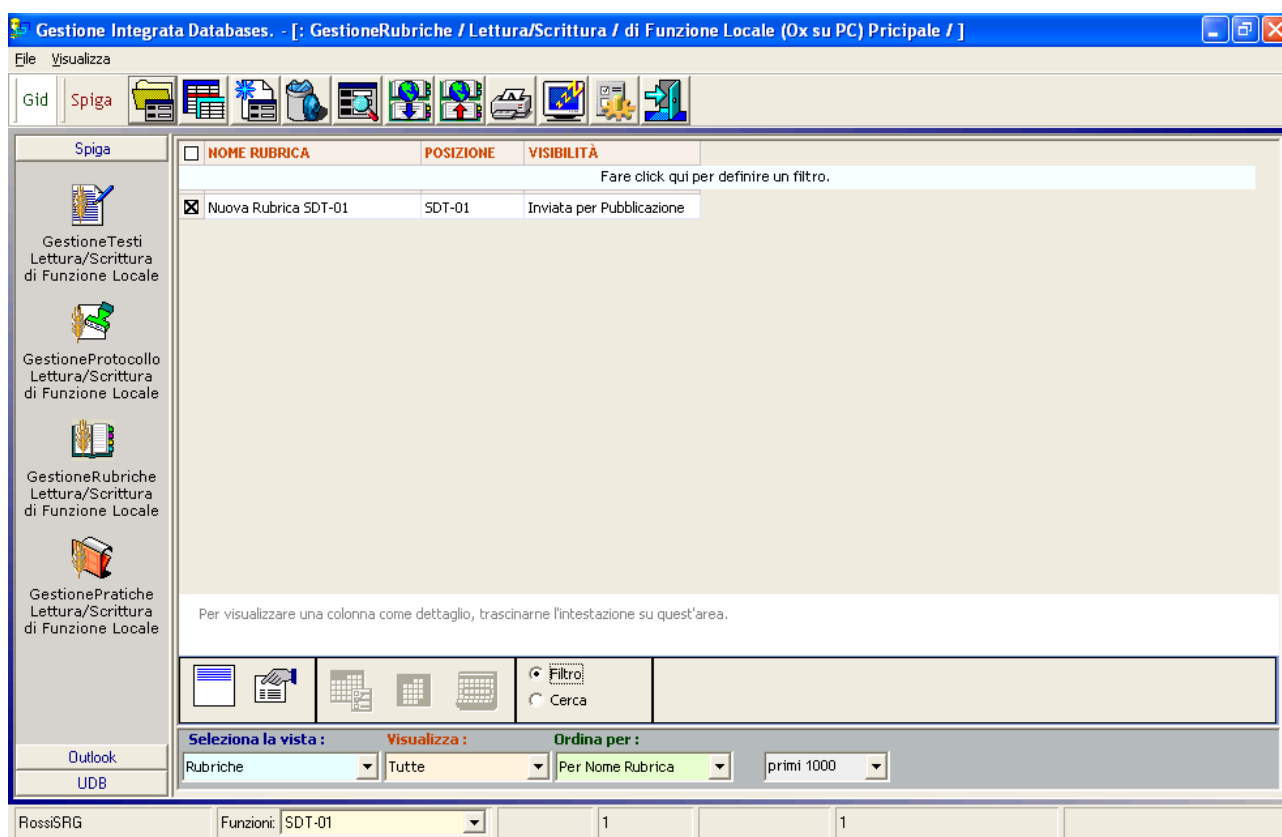 Gestione Integrata Databases. - [: GestioneRubriche / Lettura/Scrittura / di Funzione Locale (Ox su PC) Pricipale / ]
File Visualizza
Gid Spiga
Spiga
GestioneTesti
Lettura/Scrittura
di Funzione Locale
GestioneProtocollo
Lettura/Scrittura
di Funzione Locale
GestioneRubriche
Lettura/Scrittura
di Funzione Locale
GestionePratiche
Lettura/Scrittura
di Funzione Locale
Outlook
UDB
NOME RUBRICA POSIZIONE VISIBILITÀ
Fare click qui per definire un filtro.
Nuova Rubrica SDT-01 SDT-01 Inviata per Pubblicazione
Per visualizzare una colonna come dettaglio, trascinarne l'intestazione su quest'area.
Filtro
Cerca
Seleziona la vista : Visualizza : Ordina per :
Rubriche Tutte Per Nome Rubrica primi 1000
RossiSRG Funzioni: SDT-01 1 1